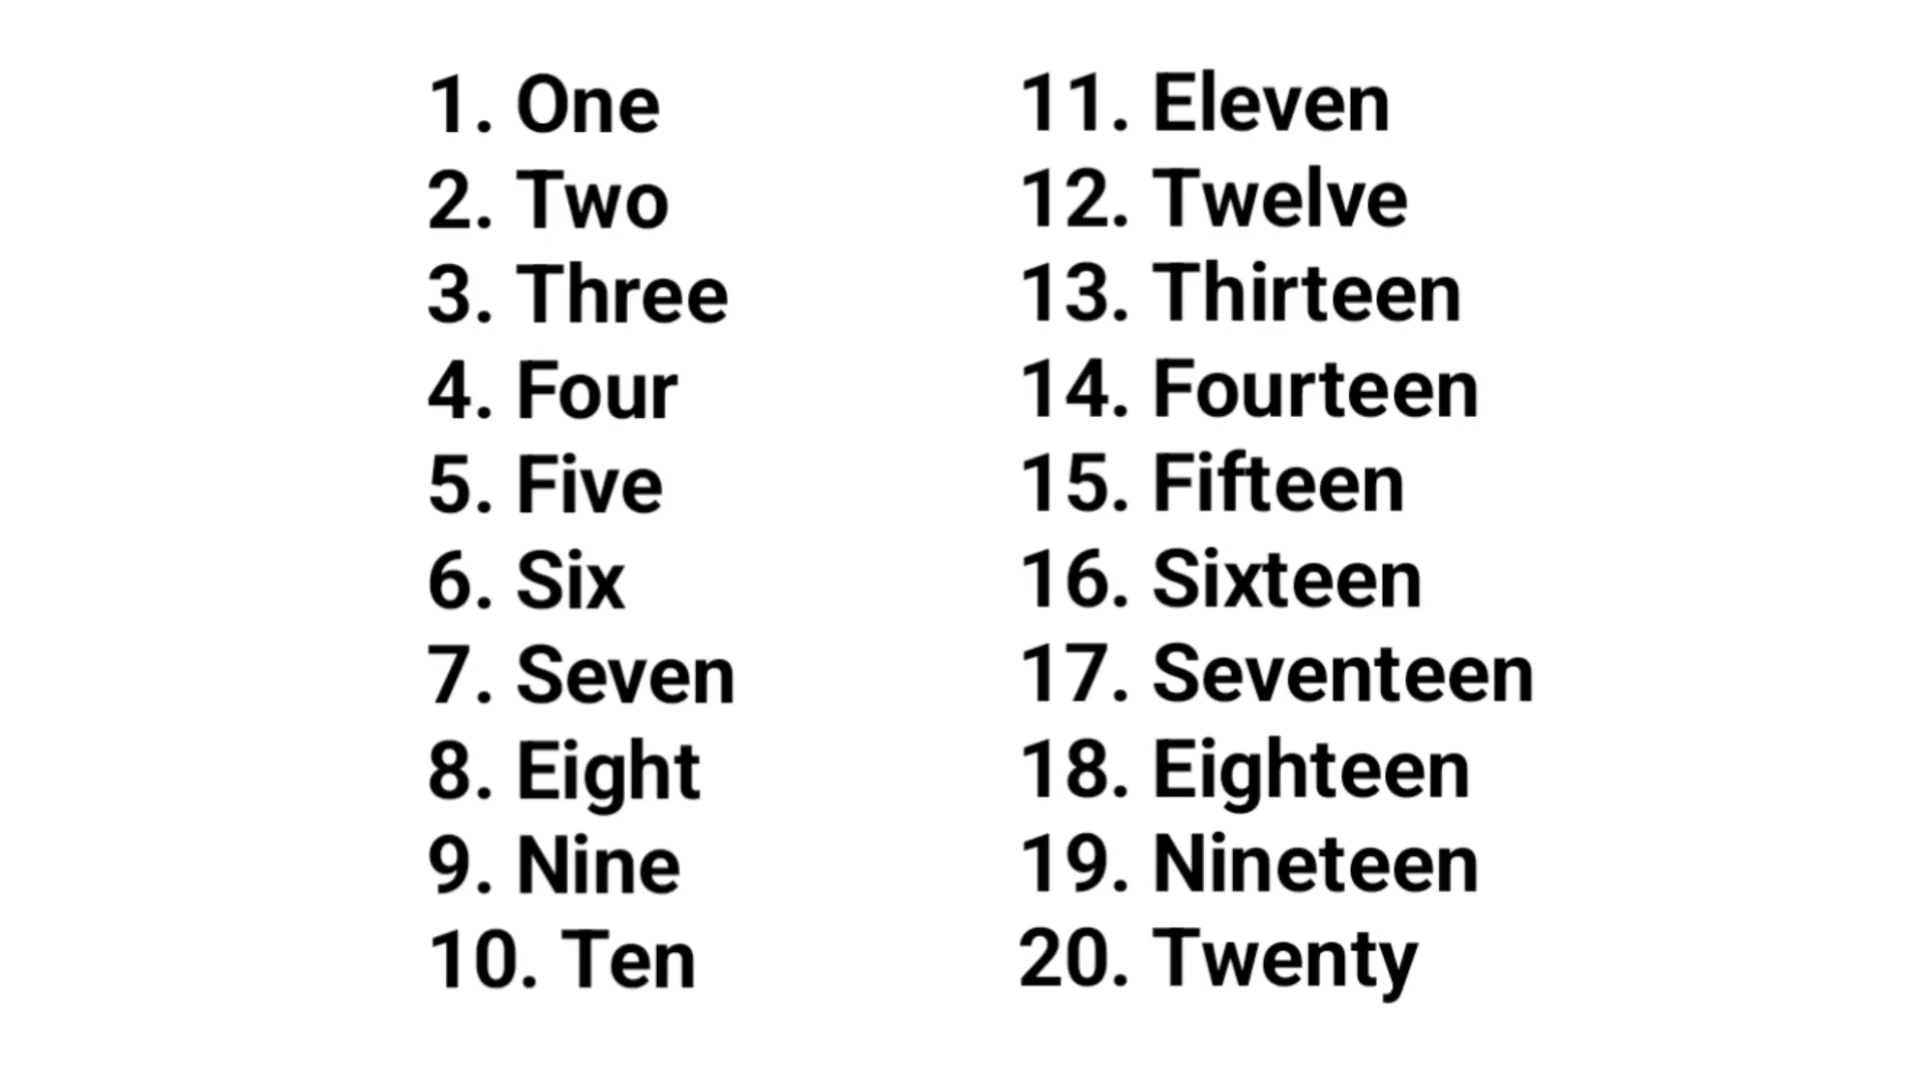 1. One
2. Two
3. Three
4. Four
5. Five
6. Six
7. Seven
8. Eight
9. Nine
10. Ten
11. Eleven
12. Twelve
13. Thirteen
14. Fourteen
15. Fifteen
16. Sixteen
17. Seventeen
18. Eighteen
19. Nineteen
20. Twenty